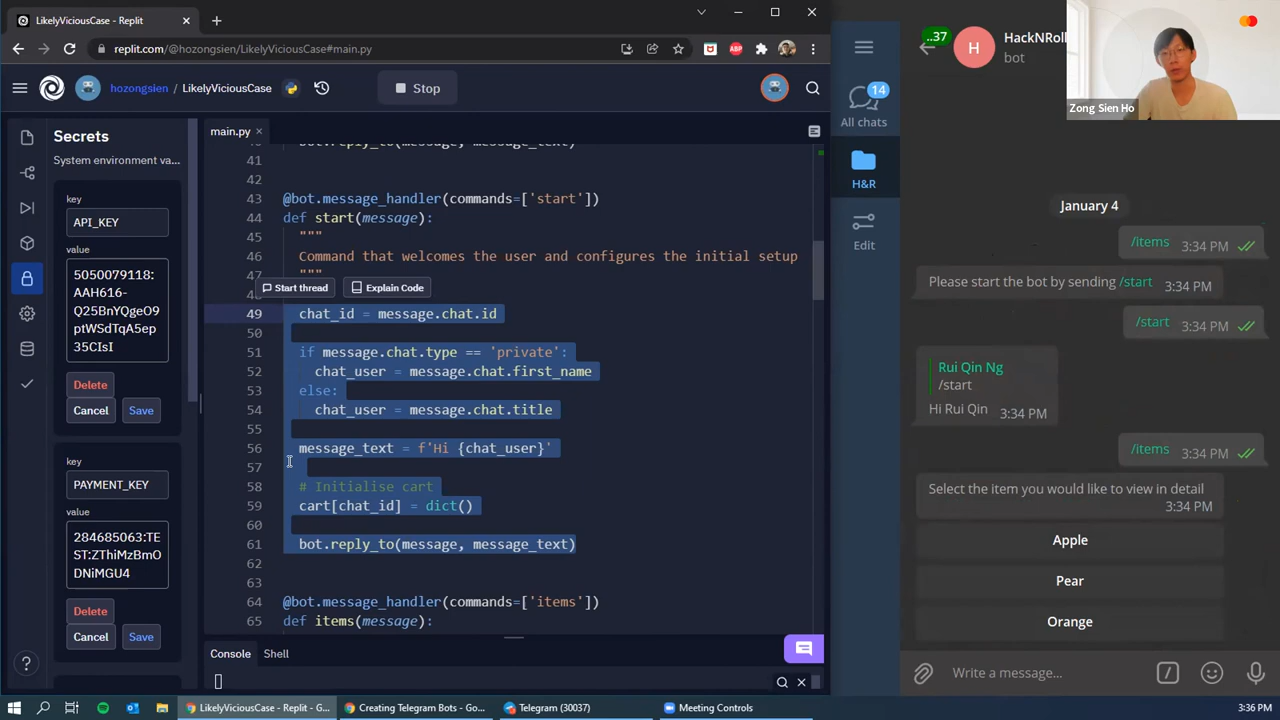 LikelyViciousCase - Replit
replit.com/@hozongsien/LikelyViciousCase#main.py
ABP
hozongsien / LikelyViciousCase
Stop
Secrets
System environment va...
key
API_KEY
value
5050079118:
AAH616-
Q25BnYQgeO9
ptWSdTqA5ep
35CIsI
Delete
Cancel
Save
key
PAYMENT_KEY
value
284685063:TE
ST:ZThiMzBmO
DNiMGU4
Delete
Cancel
Save
main.py
bot.reply_to(message, message_text)
41
42
43 @bot.message_handler(commands=['start'])
44 def start(message):
45 """
46 Command that welcomes the user and configures the initial setup
47 """
Start thread
Explain Code
49 chat_id = message.chat.id
50
51 if message.chat.type == 'private':
52 chat_user = message.chat.first_name
53 else:
54 chat_user = message.chat.title
55
56 message_text = f'Hi {chat_user}'
57
58 # Initialise cart
59 cart[chat_id] = dict()
60
61 bot.reply_to(message, message_text)
62
63
64 @bot.message_handler(commands=['items'])
65 def items(message):
Console
Shell
14
All chats
H&R
Edit
..37
H
HackNRoll
bot
Zong Sien Ho
January 4
/items 3:34 PM
Please start the bot by sending /start 3:34 PM
/start 3:34 PM
Rui Qin Ng
/start
Hi Rui Qin 3:34 PM
/items 3:34 PM
Select the item you would like to view in detail
3:34 PM
Apple
Pear
Orange
Write a message...
LikelyViciousCase - Replit - G...
Creating Telegram Bots - Go...
Telegram (30037)
Meeting Controls
3:36 PM